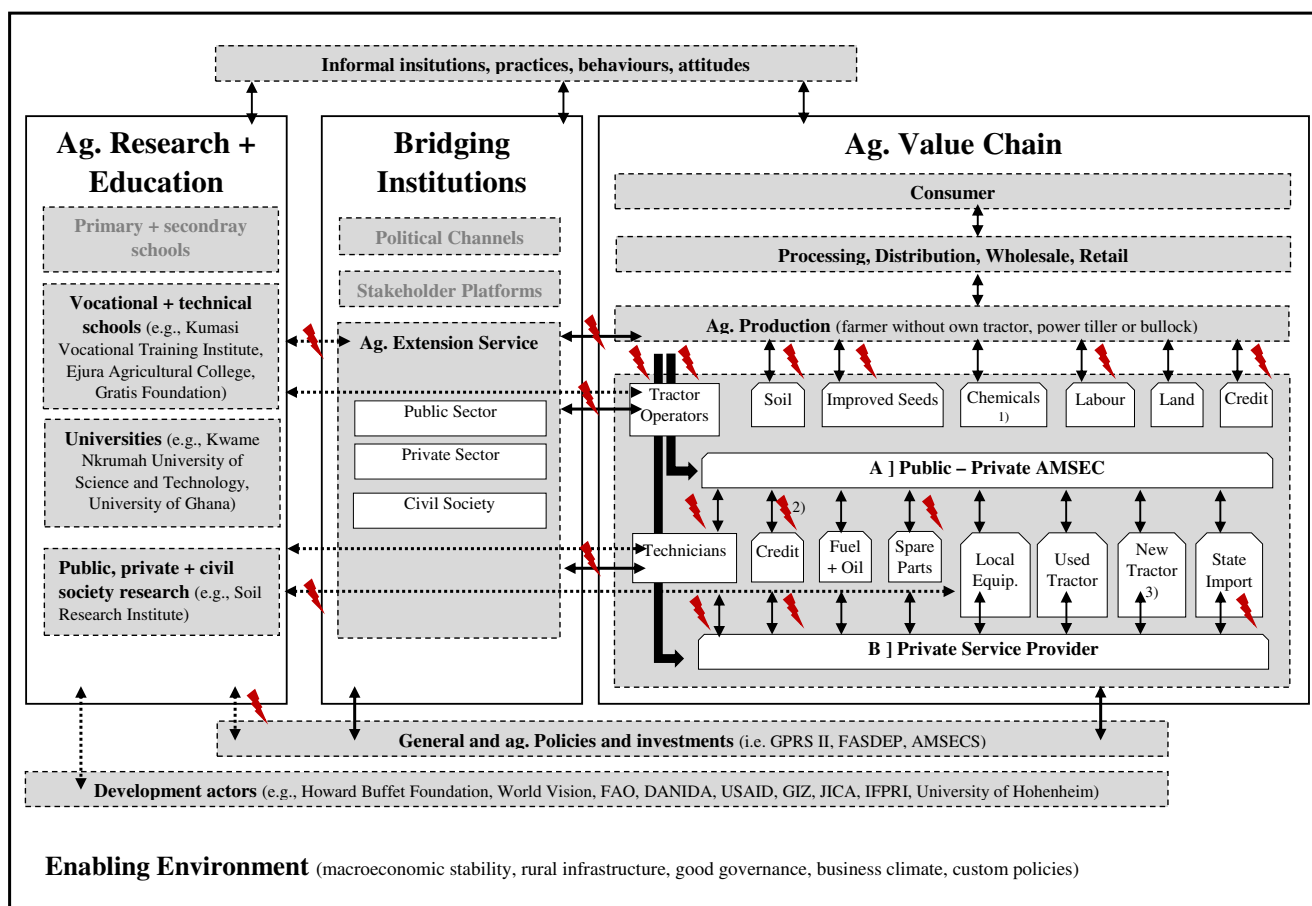 Informal insitutions, practices, behaviours, attitudes
Ag. Research +
Education
Primary + secondray
schools
Vocational + technical
schools (e.g., Kumasi
Vocational Training Institute,
Ejura Agricultural College,
Gratis Foundation)
Universities (e.g., Kwame
Nkrumah University of
Science and Technology,
University of Ghana)
Public, private + civil
society research (e.g., Soil
Research Institute)
Bridging
Institutions
Political Channels
Stakeholder Platforms
Ag. Extension Service
Public Sector
Private Sector
Civil Society
Ag. Value Chain
Consumer
Processing, Distribution, Wholesale, Retail
Ag. Production (farmer without own tractor, power tiller or bullock)
Tractor
Operators
Soil
Improved Seeds
Chemicals
1)
Labour
Land
Credit
A ] Public – Private AMSEC
2)
Technicians
Credit
Fuel
+ Oil
Spare
Parts
Local
Equip.
Used
Tractor
New
Tractor
3)
State
Import
B ] Private Service Provider
General and ag. Policies and investments (i.e. GPRS II, FASDEP, AMSECS)
Development actors (e.g., Howard Buffet Foundation, World Vision, FAO, DANIDA, USAID, GIZ, JICA, IFPRI, University of Hohenheim)
Enabling Environment (macroeconomic stability, rural infrastructure, good governance, business climate, custom policies)